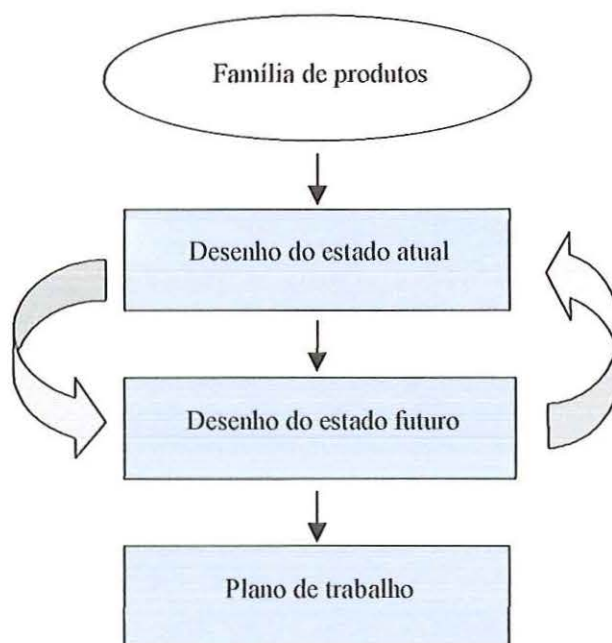 Família de produtos
Desenho do estado atual
Desenho do estado futuro
Plano de trabalho